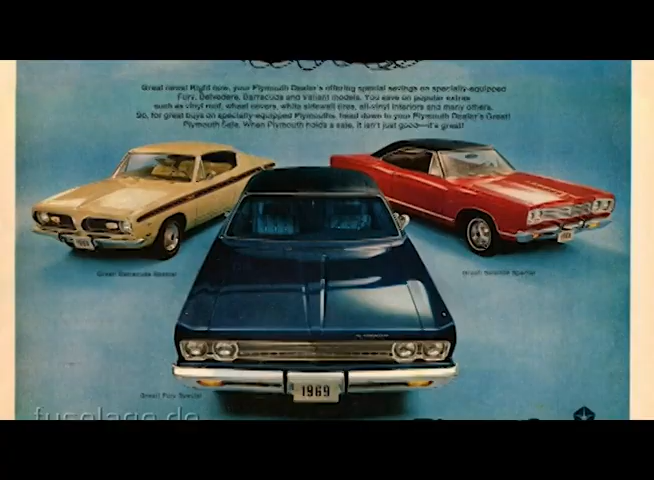 Great news! Right now, your Plymouth Dealer's offering special savings on specially-equipped
Fury, Belvedere, Barracuda and Valiant models. You save on popular extras
such as vinyl roof, wheel covers, white sidewall tires, all-vinyl interiors and many others.
So, for great buys on specially-equipped Plymouths, head down to your Plymouth Dealer's Great!
Plymouth Sale. When Plymouth holds a sale, it isn't just good—it's great!
Great! Barracuda Special
Great! Satellite Special
Great! Fury Special
1969
fuselage.de